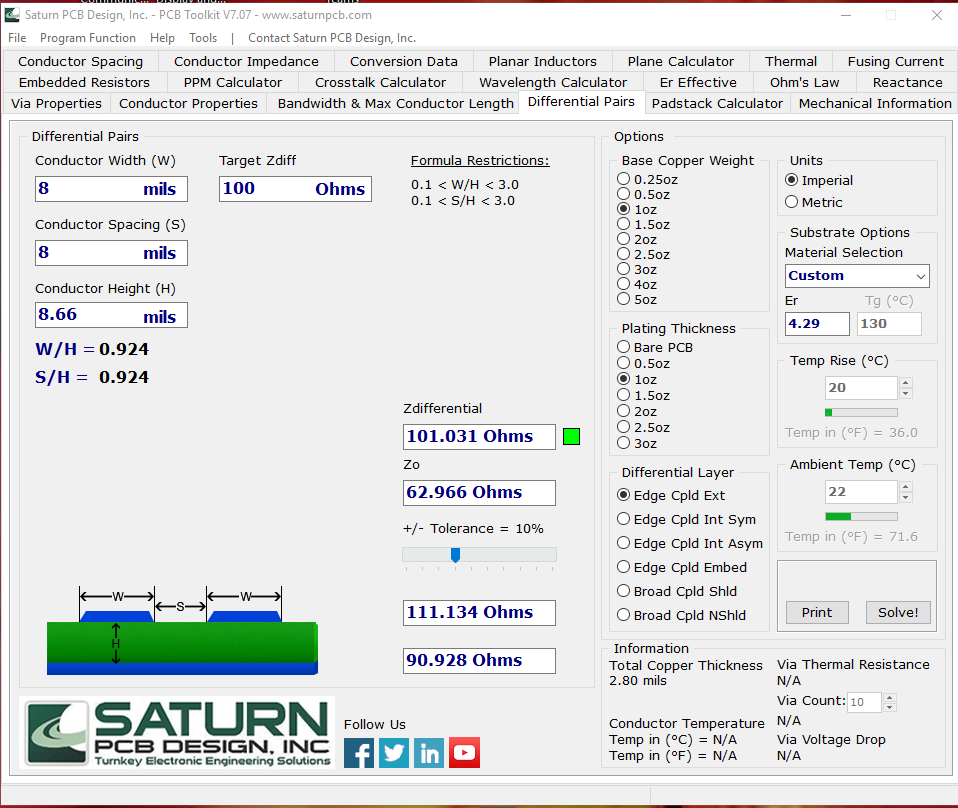 Saturn PCB Design, Inc. - PCB Toolkit V7.07 - www.saturnpcb.com
File Program Function Help Tools | Contact Saturn PCB Design, Inc.
Conductor Spacing Conductor Impedance Conversion Data Planar Inductors Plane Calculator Thermal Fusing Current
Embedded Resistors PPM Calculator Crosstalk Calculator Wavelength Calculator Er Effective Ohm's Law Reactance
Via Properties Conductor Properties Bandwidth & Max Conductor Length Differential Pairs Padstack Calculator Mechanical Information
Differential Pairs
Conductor Width (W)
8 mils
Target Zdiff
100 Ohms
Formula Restrictions:
0.1 < W/H < 3.0
0.1 < S/H < 3.0
Conductor Spacing (S)
8 mils
Conductor Height (H)
8.66 mils
W/H = 0.924
S/H = 0.924
Zdifferential
101.031 Ohms
Zo
62.966 Ohms
+/- Tolerance = 10%
111.134 Ohms
90.928 Ohms
W S W
H
SATURN
PCB DESIGN, INC
Turnkey Electronic Engineering Solutions
Follow Us
f in
Options
Base Copper Weight
0.25oz
0.5oz
1oz
1.5oz
2oz
2.5oz
3oz
4oz
5oz
Plating Thickness
Bare PCB
0.5oz
1oz
1.5oz
2oz
2.5oz
3oz
Differential Layer
Edge Cpld Ext
Edge Cpld Int Sym
Edge Cpld Int Asym
Edge Cpld Embed
Broad Cpld Shld
Broad Cpld NShld
Units
Imperial
Metric
Substrate Options
Material Selection
Custom
Er Tg (°C)
4.29 130
Temp Rise (°C)
20
Temp in (°F) = 36.0
Ambient Temp (°C)
22
Temp in (°F) = 71.6
Print Solve!
Information
Total Copper Thickness
2.80 mils
Conductor Temperature
Temp in (°C) = N/A
Temp in (°F) = N/A
Via Thermal Resistance
N/A
Via Count: 10
N/A
Via Voltage Drop
N/A